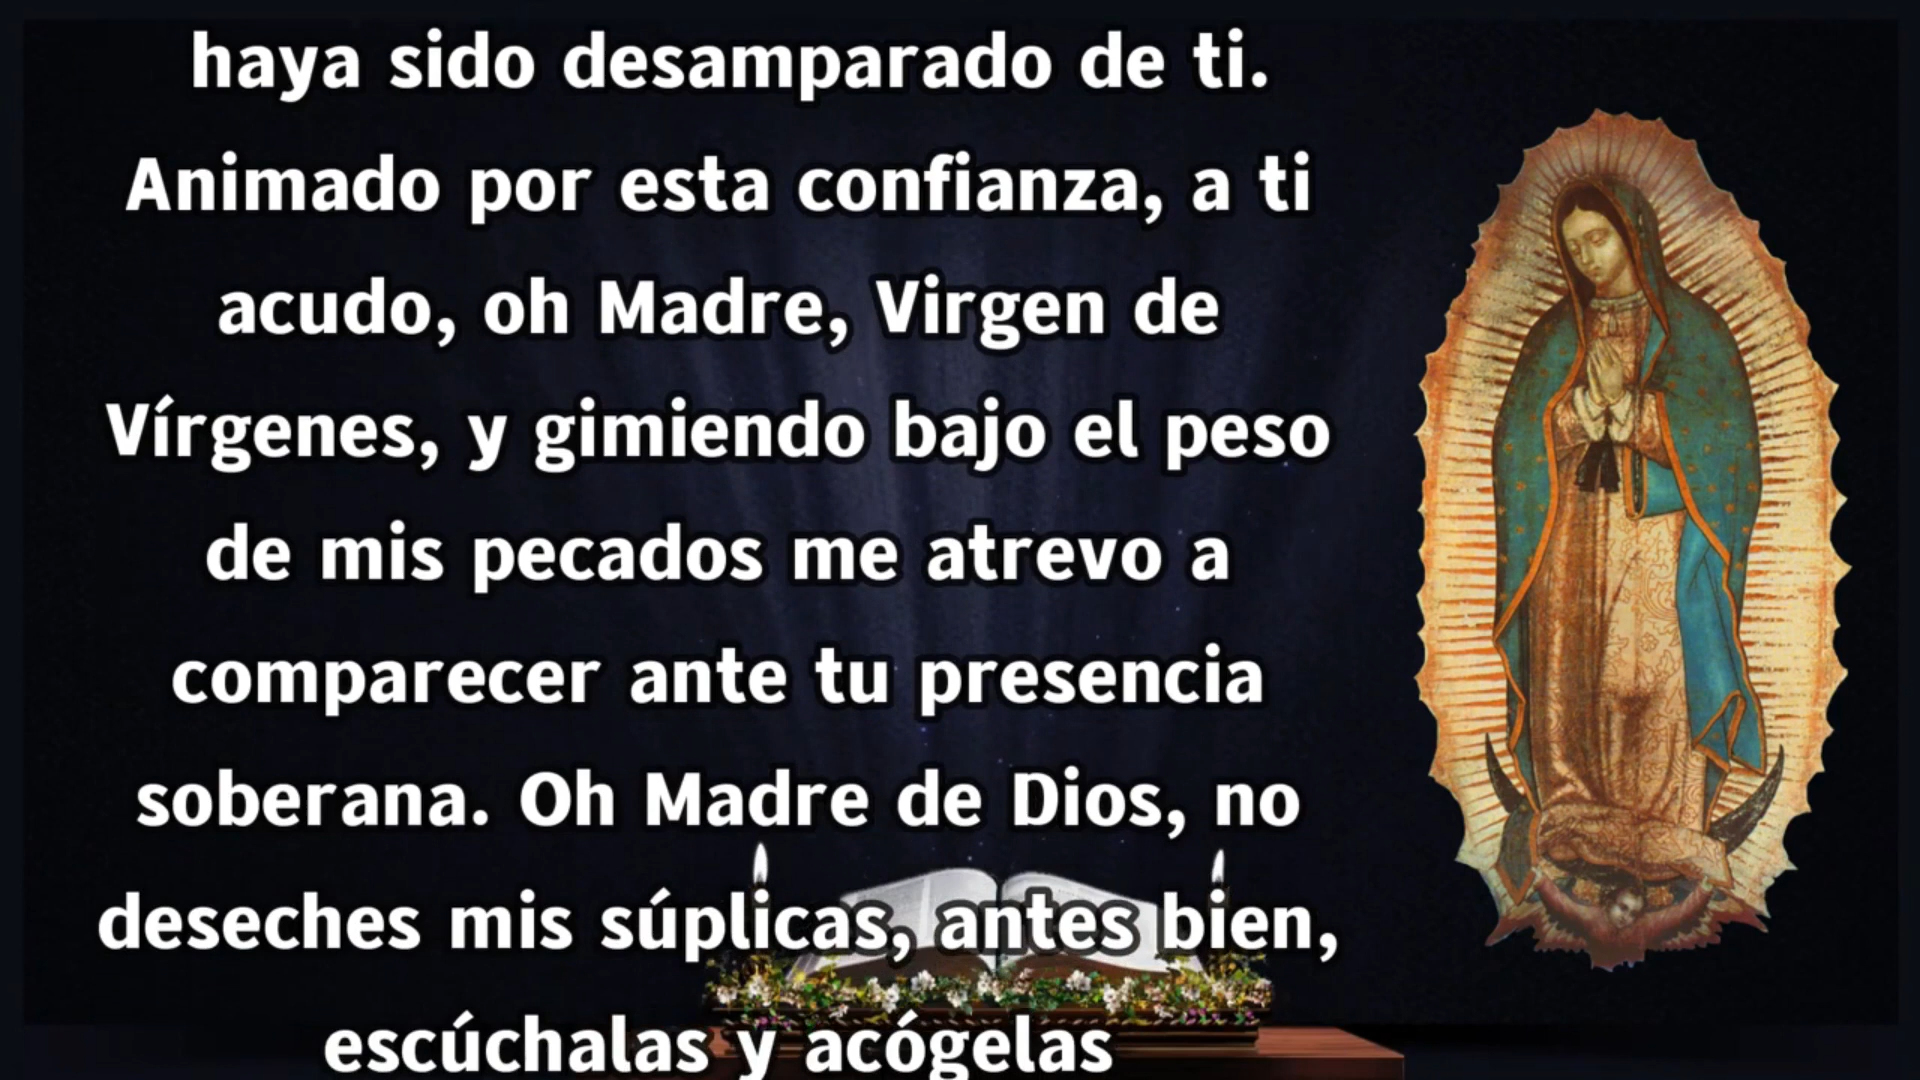 haya sido desamparado de ti.
Animado por esta confianza, a ti
acudo, oh Madre, Virgen de
Vírgenes, y gimiendo bajo el peso
de mis pecados me atrevo a
comparecer ante tu presencia
soberana. Oh Madre de Dios, no
deseches mis súplicas, antes bien,
escúchalas y acógelas